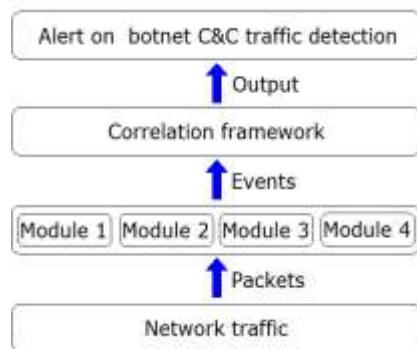 Alert on botnet C&C traffic detection
Output
Correlation framework
Events
Module 1 Module 2 Module 3 Module 4
Packets
Network traffic